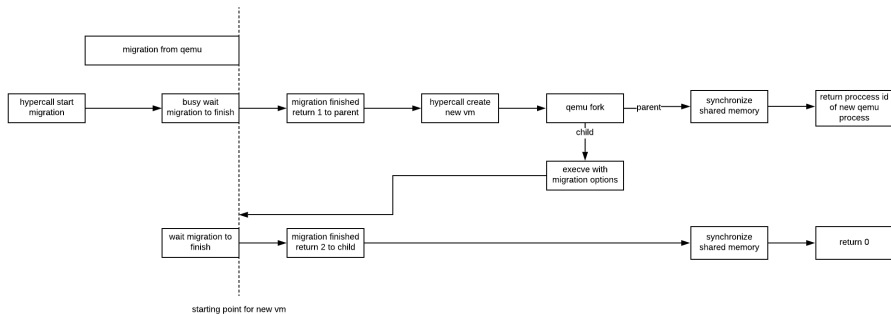 migration from qemu
hypercall start
migration
busy wait
migration to finish
migration finished
return 1 to parent
hypercall create
new vm
qemu fork
parent
synchronize
shared memory
return proccess id
of new qemu
process
child
execve with
migration options
wait migration to
finish
migration finished
return 2 to child
synchronize
shared memory
return 0
starting point for new vm